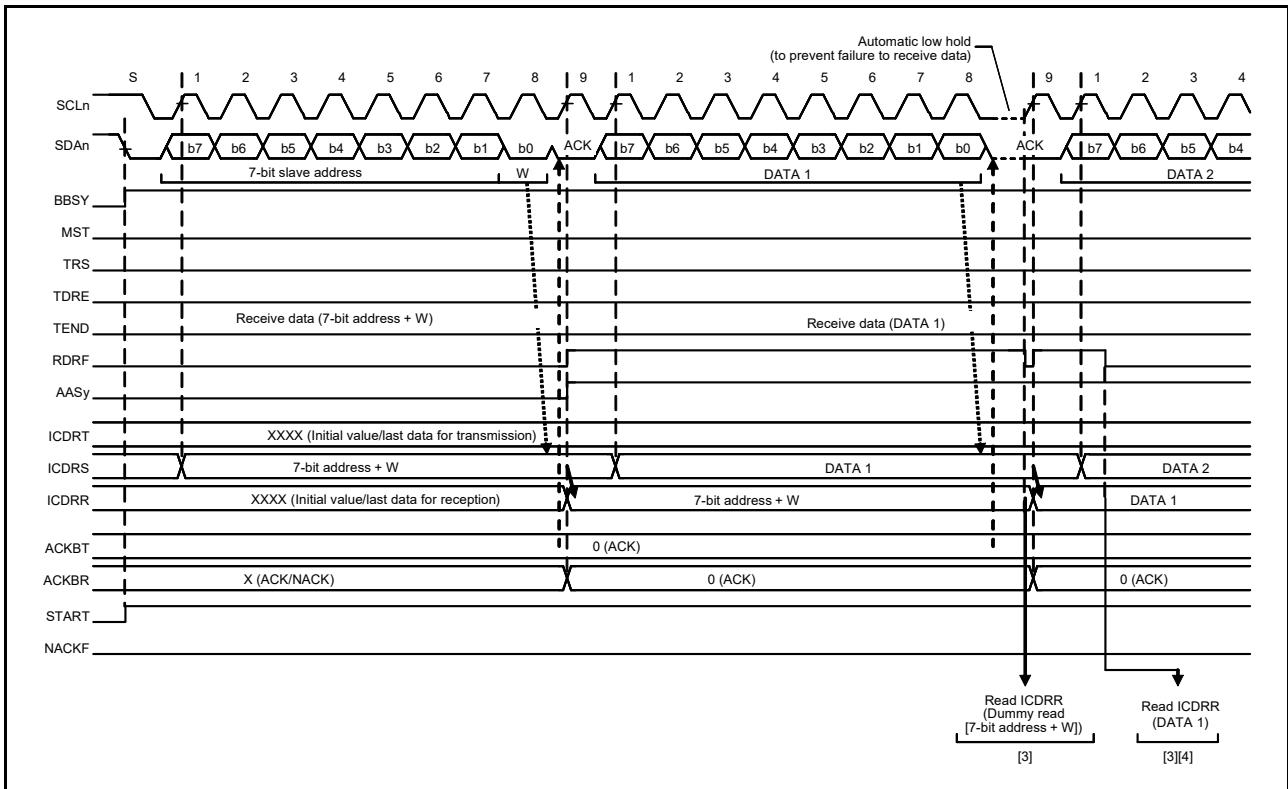 Automatic low hold
(to prevent failure to receive data)
S 1 2 3 4 5 6 7 8 9 1 2 3 4 5 6 7 8 9 1 2 3 4
SCLn
SDAn b7 b6 b5 b4 b3 b2 b1 b0 ACK b7 b6 b5 b4 b3 b2 b1 b0 ACK b7 b6 b5 b4
7-bit slave address W DATA 1 DATA 2
BBSY
MST
TRS
TDRE
Receive data (7-bit address + W) Receive data (DATA 1)
TEND
RDRF
AASy
ICDRT XXXX (Initial value/last data for transmission)
ICDRS 7-bit address + W DATA 1 DATA 2
ICDRR XXXX (Initial value/last data for reception) 7-bit address + W DATA 1
ACKBT 0 (ACK)
ACKBR X (ACK/NACK) 0 (ACK) 0 (ACK)
START
NACKF
Read ICDRR
(Dummy read
[7-bit address + W])
[3]
Read ICDRR
(DATA 1)
[3][4]